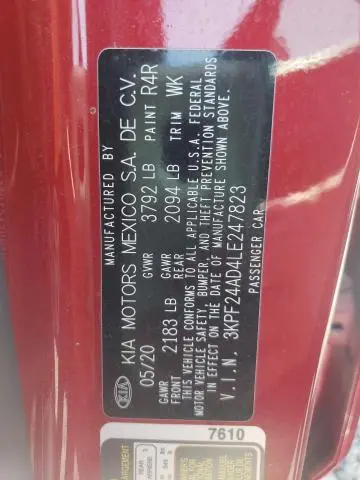 MANUFACTURED BY
KIA KIA MOTORS MEXICO S.A. DE C.V.
05/20 GVWR 3792 LB PAINT R4R
GAWR FRONT 2183 LB GAWR REAR 2094 LB TRIM WK
THIS VEHICLE CONFORMS TO ALL APPLICABLE U.S.A. FEDERAL
MOTOR VEHICLE SAFETY, BUMPER, AND THEFT PREVENTION STANDARDS
IN EFFECT ON THE DATE OF MANUFACTURE SHOWN ABOVE.
V.I.N. 3KPF24AD4LE247823
PASSENGER CAR
7610
REAR